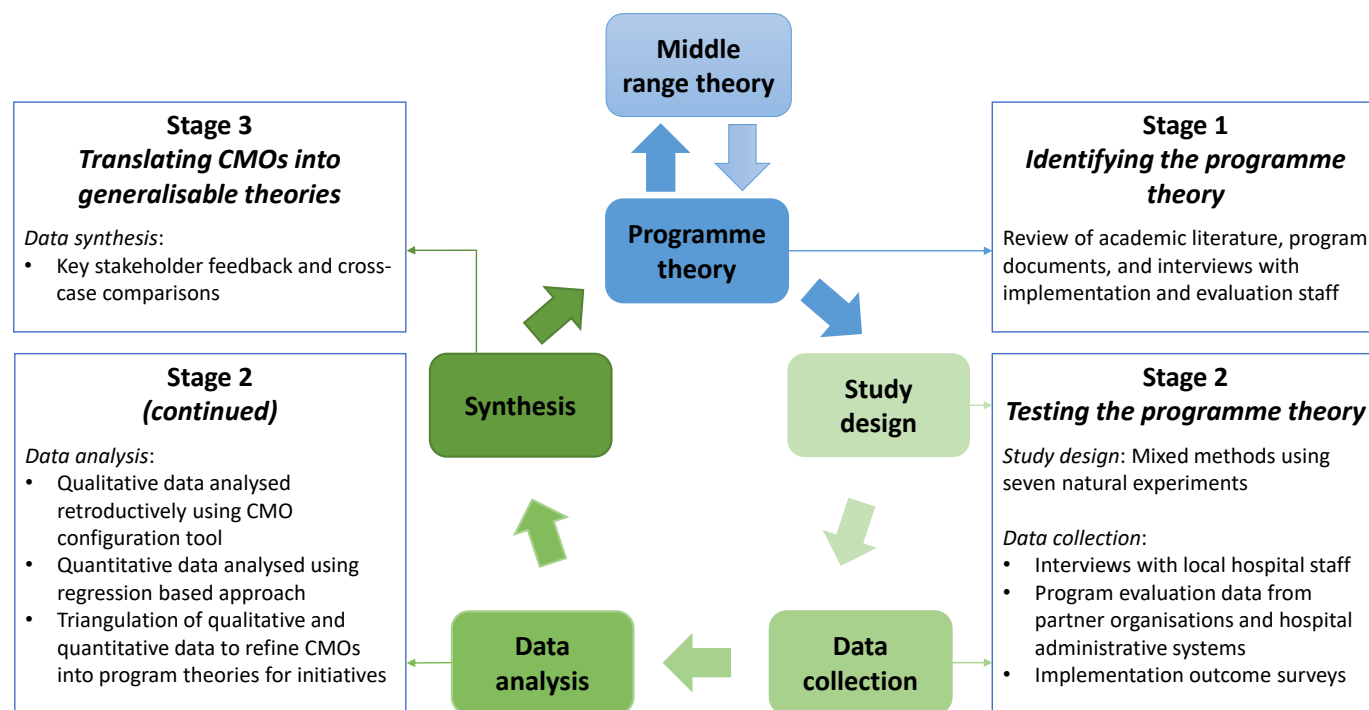 Middle
range theory
Stage 3
Translating CMOs into
generalisable theories
Data synthesis:
• Key stakeholder feedback and cross-
case comparisons
Programme
theory
Stage 1
Identifying the programme
theory
Review of academic literature, program
documents, and interviews with
implementation and evaluation staff
Synthesis
Study
design
Stage 2
(continued)
Data analysis:
• Qualitative data analysed
retroductively using CMO
configuration tool
• Quantitative data analysed using
regression based approach
• Triangulation of qualitative and
quantitative data to refine CMOs
into program theories for initiatives
Stage 2
Testing the programme theory
Study design: Mixed methods using
seven natural experiments
Data collection:
• Interviews with local hospital staff
• Program evaluation data from
partner organisations and hospital
administrative systems
• Implementation outcome surveys
Data
analysis
Data
collection